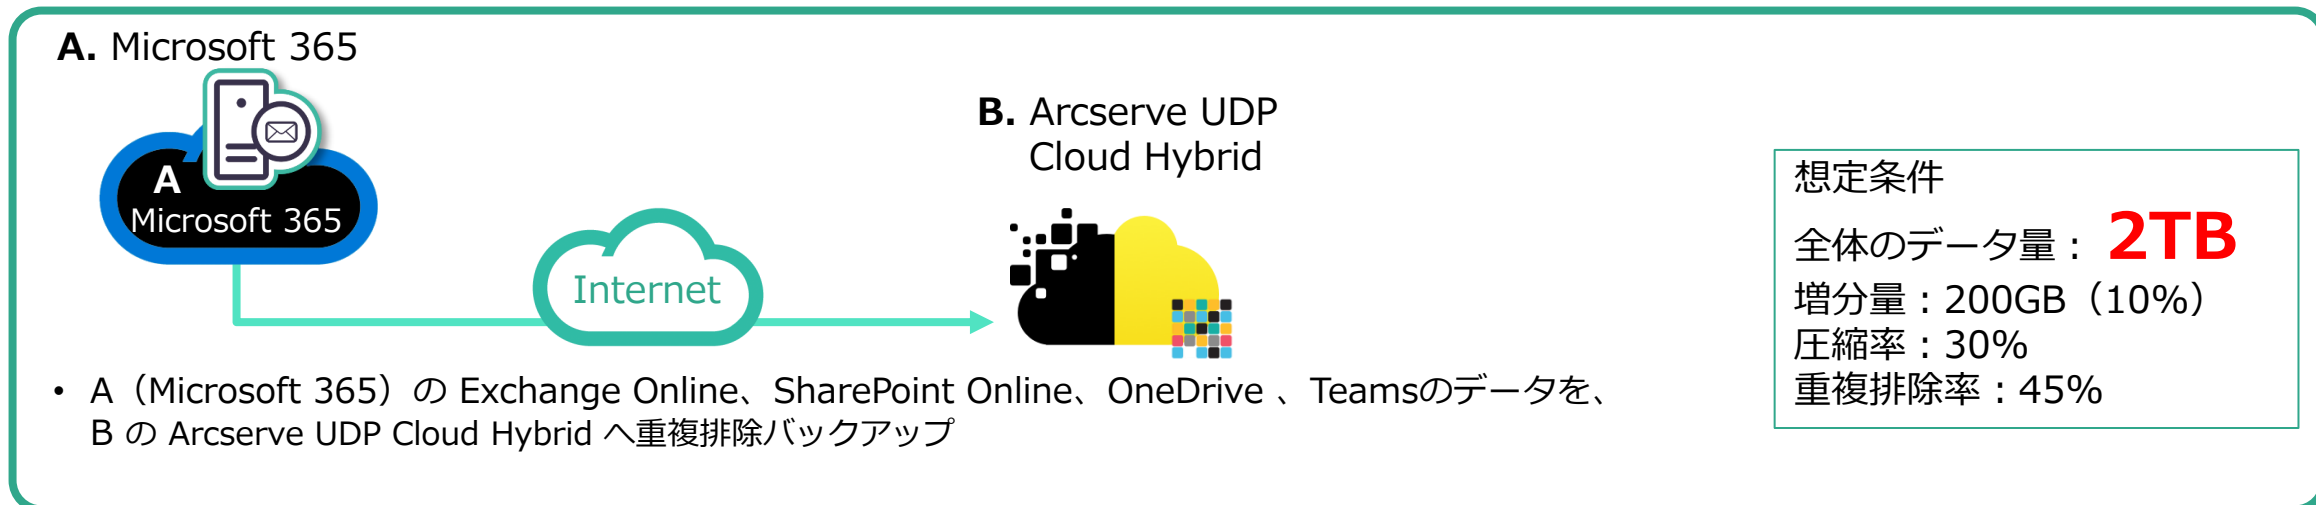 A. Microsoft 365
A
Microsoft 365
Internet
B. Arcserve UDP
Cloud Hybrid
想定条件
全体のデータ量： 2TB
増分量：200GB（10%）
圧縮率：30%
重複排除率：45%
• A（Microsoft 365）の Exchange Online、SharePoint Online、OneDrive 、Teamsのデータを、
B の Arcserve UDP Cloud Hybrid へ重複排除バックアップ